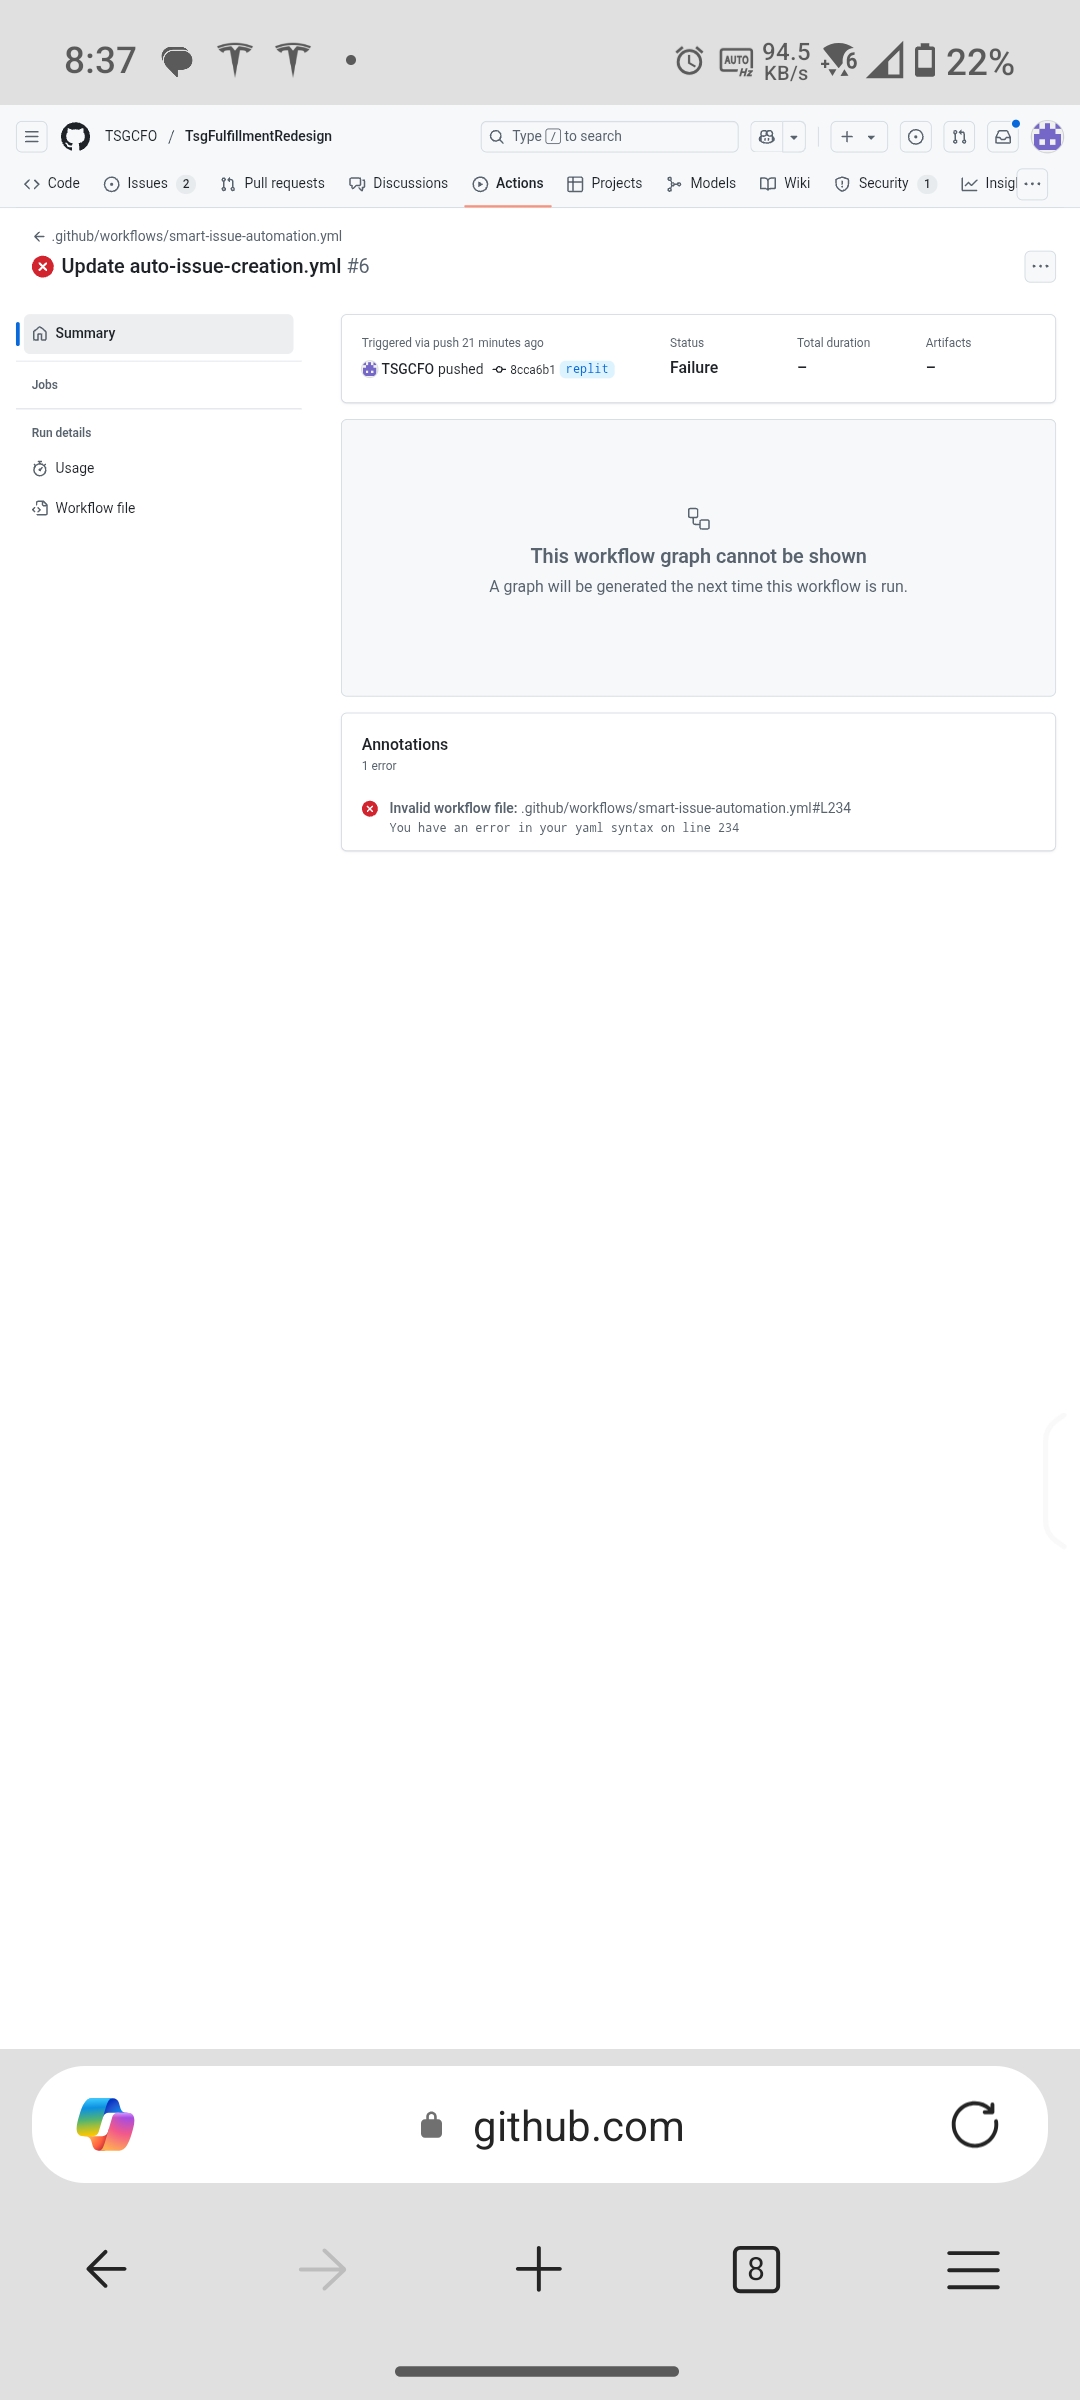 8:37
AUTO Hz
94.5 KB/s
6
22%
TSGCFO / TsgFulfillmentRedesign
Type / to search
Code
Issues 2
Pull requests
Discussions
Actions
Projects
Models
Wiki
Security 1
Insig
.github/workflows/smart-issue-automation.yml
Update auto-issue-creation.yml #6
Summary
Jobs
Run details
Usage
Workflow file
Triggered via push 21 minutes ago
TSGCFO pushed 8cca6b1 replit
Status
Failure
Total duration
–
Artifacts
–
This workflow graph cannot be shown
A graph will be generated the next time this workflow is run.
Annotations
1 error
Invalid workflow file: .github/workflows/smart-issue-automation.yml#L234
You have an error in your yaml syntax on line 234
github.com
8